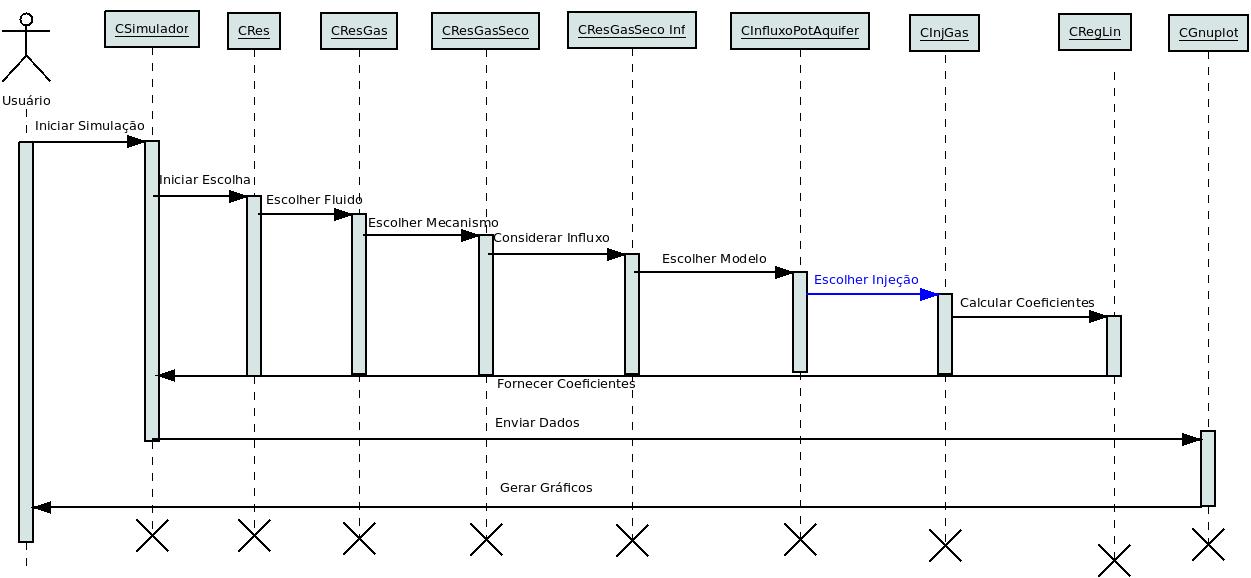 CSimulador
CRes
CResGas
CResGasSeco
CResGasSeco Inf
CInfluxoPotAquifer
CInjGas
CRegLin
CGnuplot
Usuário
Iniciar Simulação
Iniciar Escolha
Escolher Fluido
Escolher Mecanismo
Considerar Influxo
Escolher Modelo
Escolher Injeção
Calcular Coeficientes
Fornecer Coeficientes
Enviar Dados
Gerar Gráficos